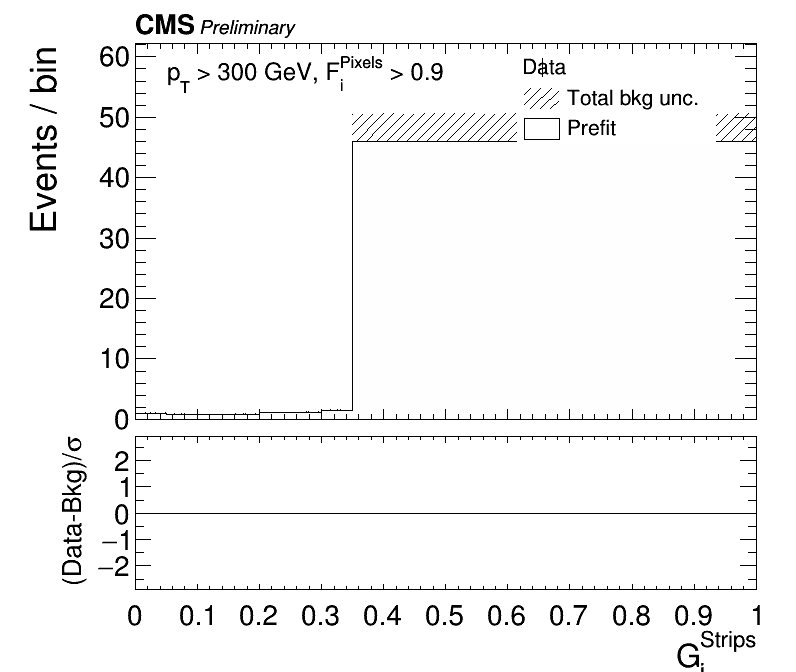 CMS Preliminary
Events / bin
60
50
40
30
20
10
0
p_T > 300 GeV, F_i^Pixels > 0.9
Data
Total bkg unc.
Prefit
(Data-Bkg)/σ
2
1
0
−1
−2
0 0.1 0.2 0.3 0.4 0.5 0.6 0.7 0.8 0.9 1
G_i^Strips